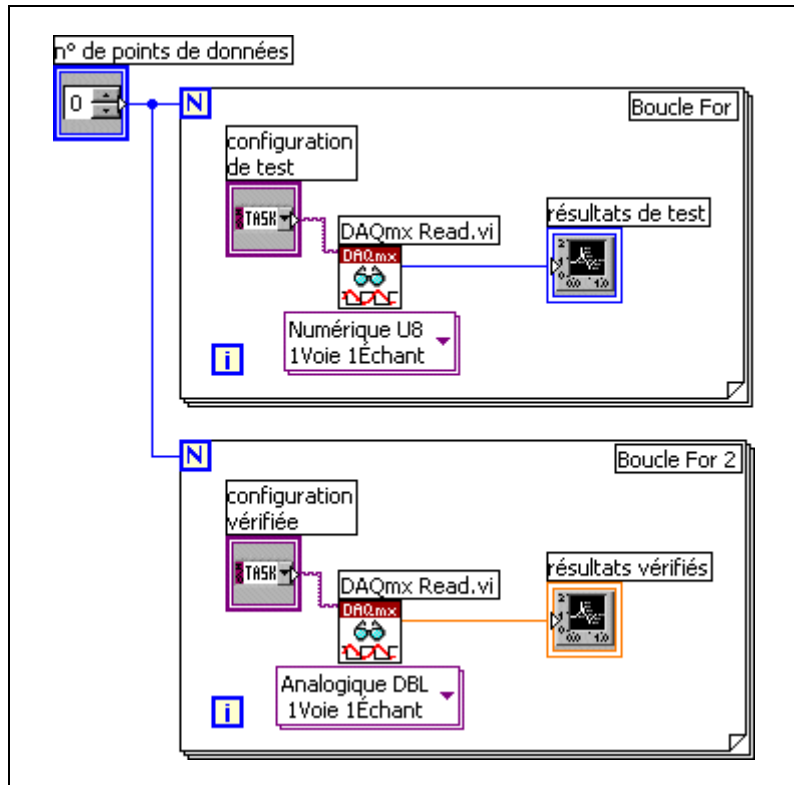 n° de points de données
0
N
Boucle For
configuration
de test
TASK
DAQmx Read.vi
DAQmx
résultats de test
Numérique U8
1Voie 1Échant
i
N
Boucle For 2
configuration
vérifiée
TASK
DAQmx Read.vi
DAQmx
résultats vérifiés
Analogique DBL
1Voie 1Échant
i